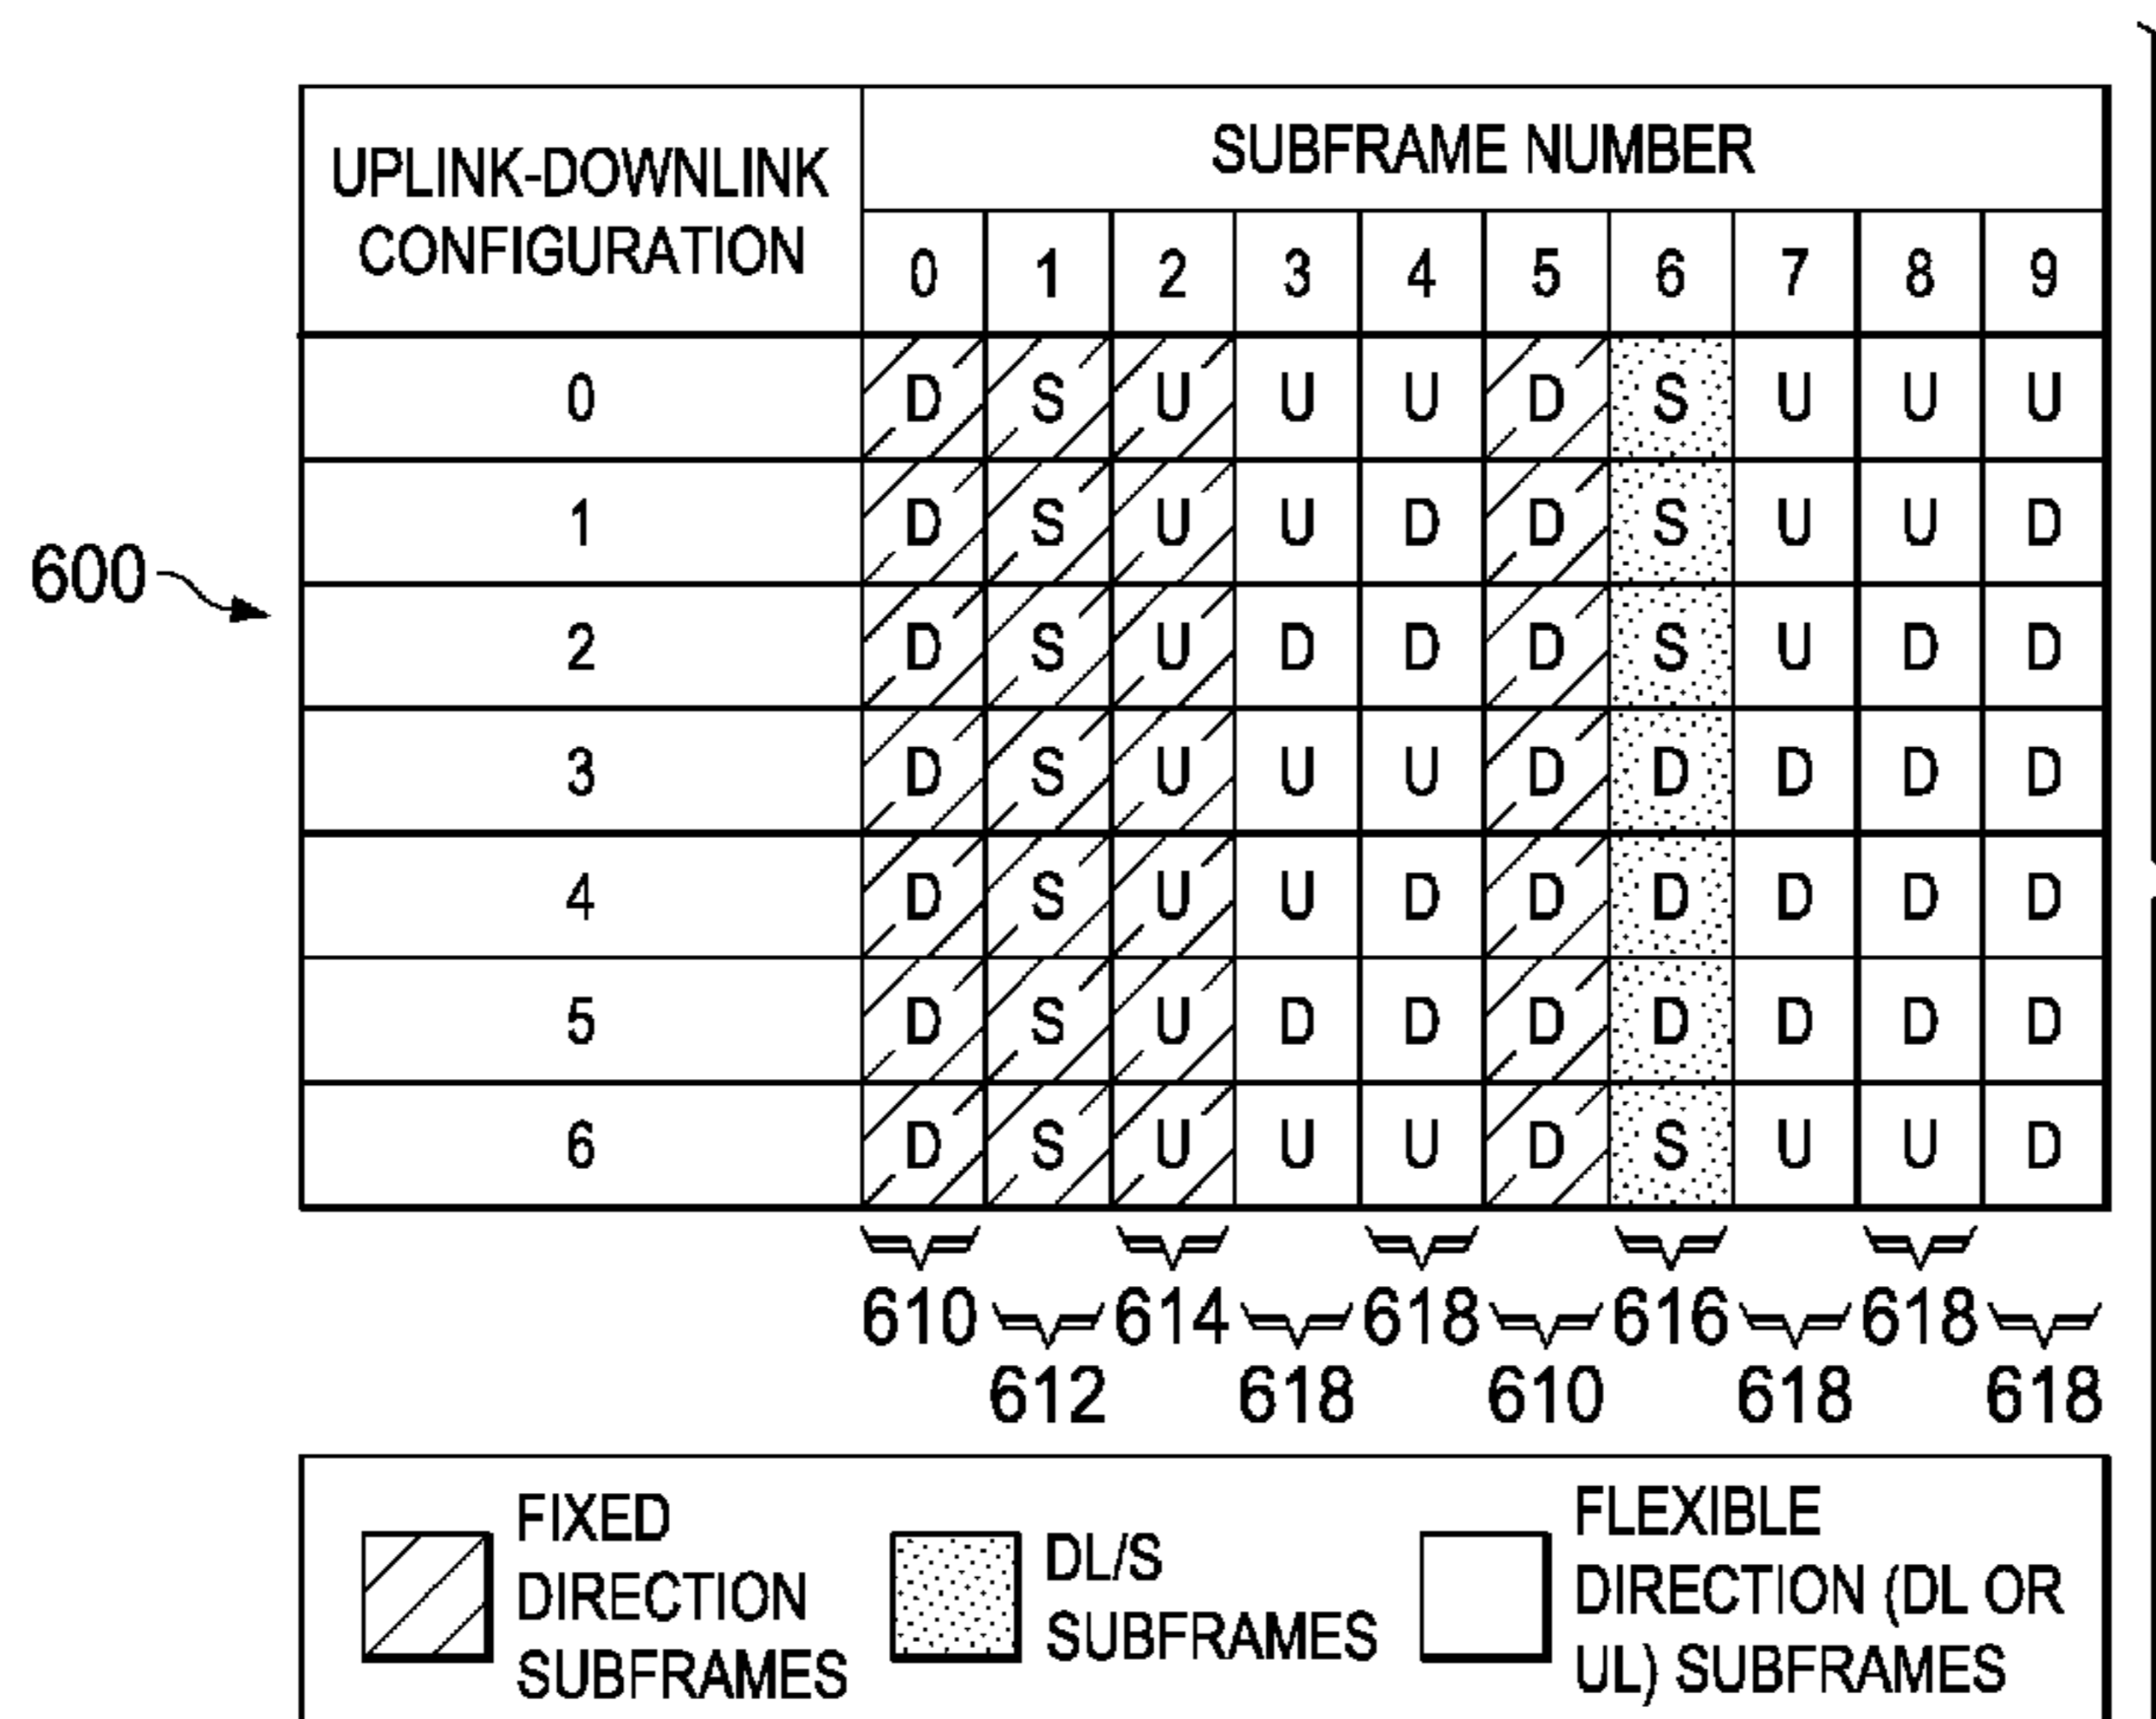 UPLINK-DOWNLINK CONFIGURATION SUBFRAME NUMBER
0 1 2 3 4 5 6 7 8 9
0 D S U U U D S U U U
1 D S U U D D S U U D
600
2 D S U D D D S U D D
3 D S U U U D D D D D
4 D S U U D D D D D D
5 D S U D D D D D D D
6 D S U U U D S U U D
610 614 618 616 618
612 618 610 618 618
FIXED DIRECTION SUBFRAMES
DL/S SUBFRAMES
FLEXIBLE DIRECTION (DL OR UL) SUBFRAMES